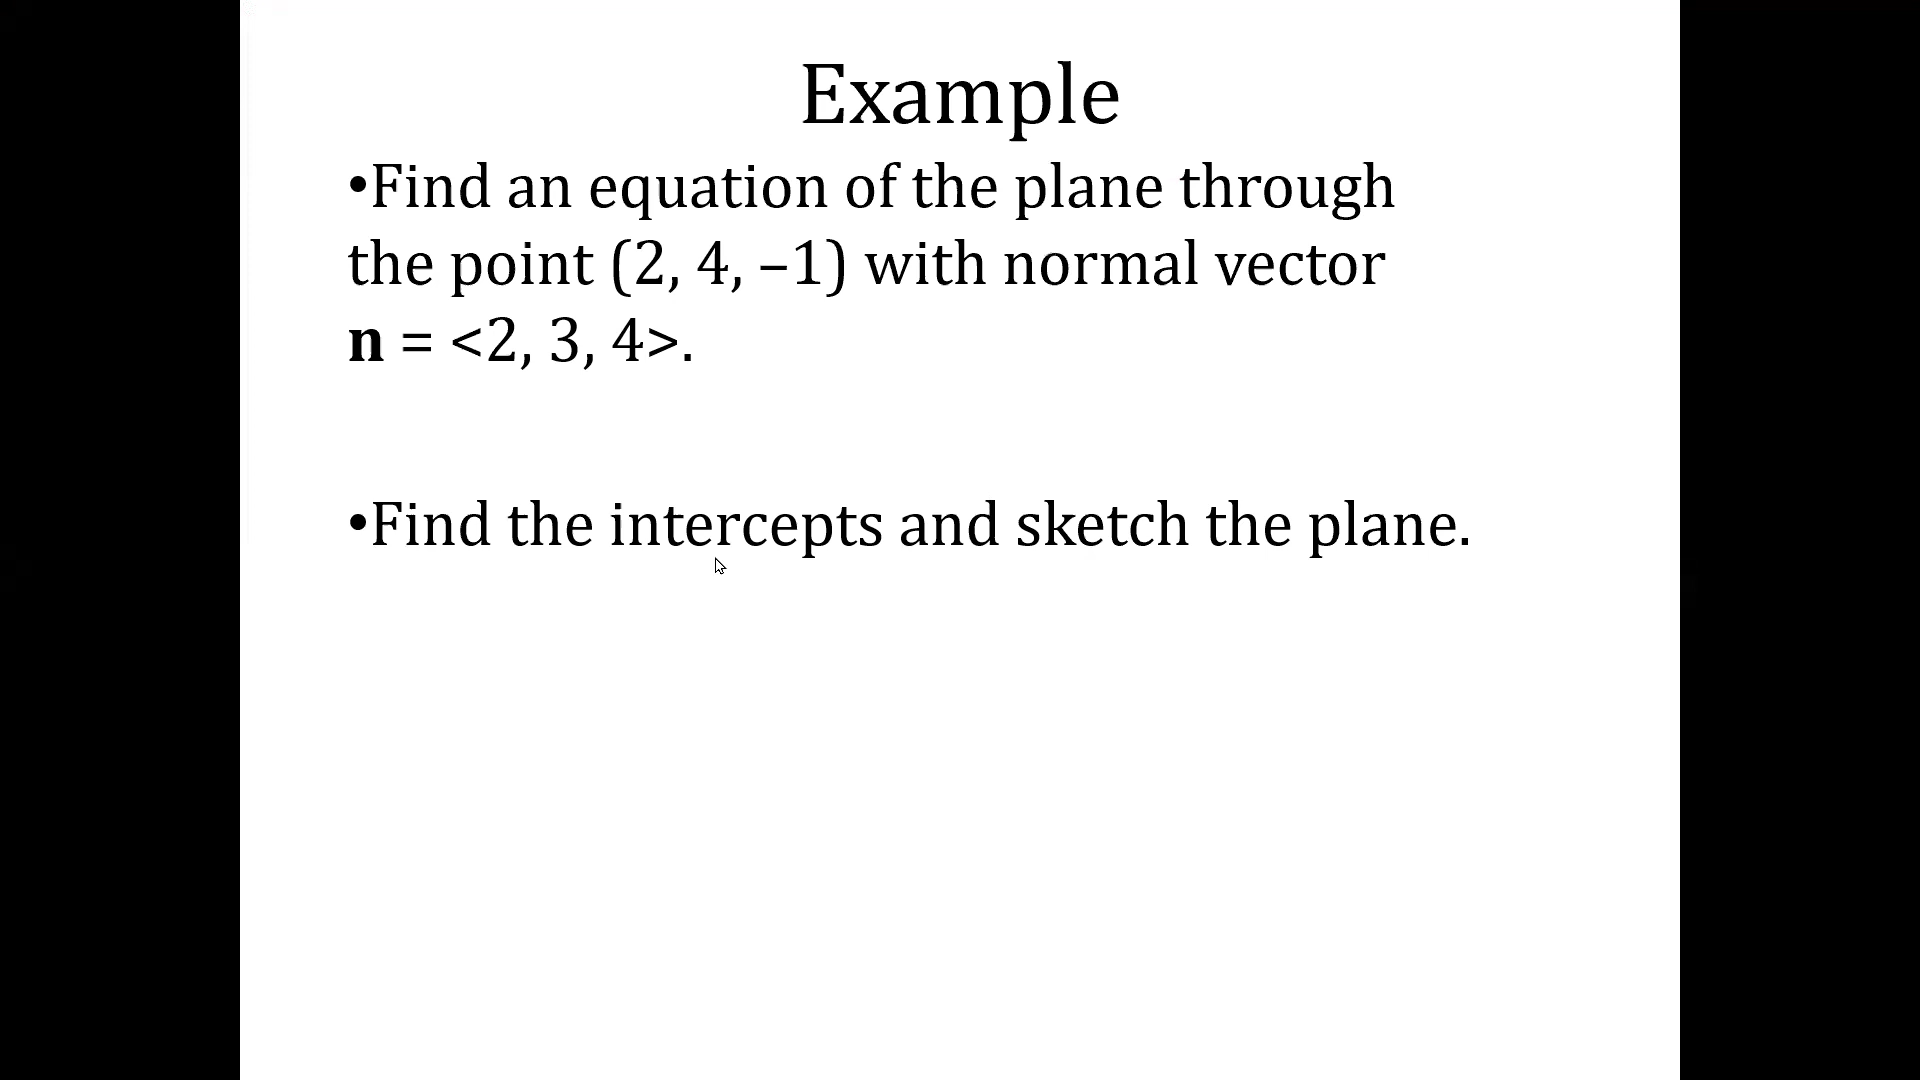 Example
•Find an equation of the plane through
the point (2, 4, –1) with normal vector
n = <2, 3, 4>.
•Find the intercepts and sketch the plane.